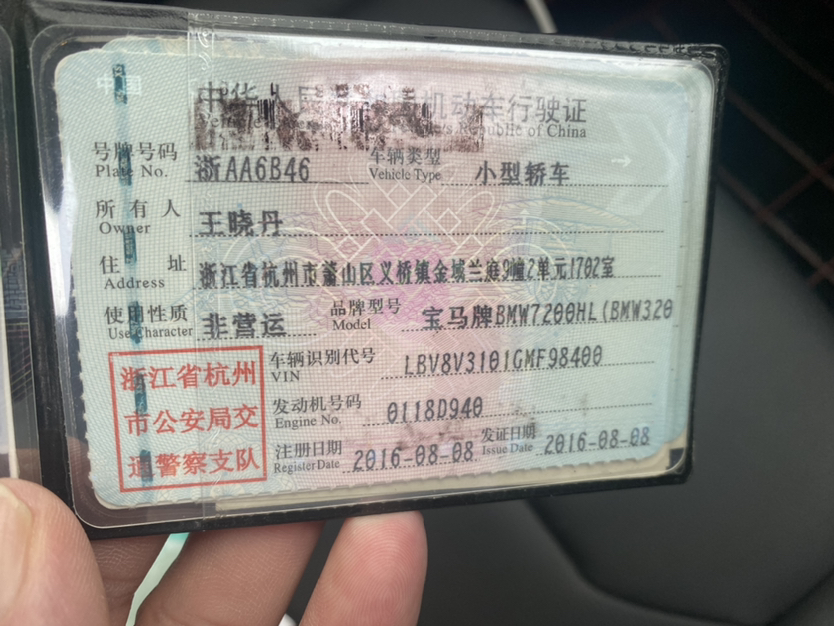 中国
中华人民 机动车行驶证
Republic of China
号牌号码 浙AA6B46 车辆类型 小型轿车
Plate No. Vehicle Type
所有人 王晓丹
Owner
住址 浙江省杭州市萧山区义桥镇金域兰庭9幢2单元1702室
Address
使用性质 非营运 品牌型号 宝马牌BMW7200HL(BMW320
Use Character Model
浙江省杭州
市公安局交
通警察支队
车辆识别代号 LBV8V3101GMF98400
VIN
发动机号码 0118D940
Engine No.
注册日期 2016-08-08 发证日期 2016-08-08
Register Date Issue Date